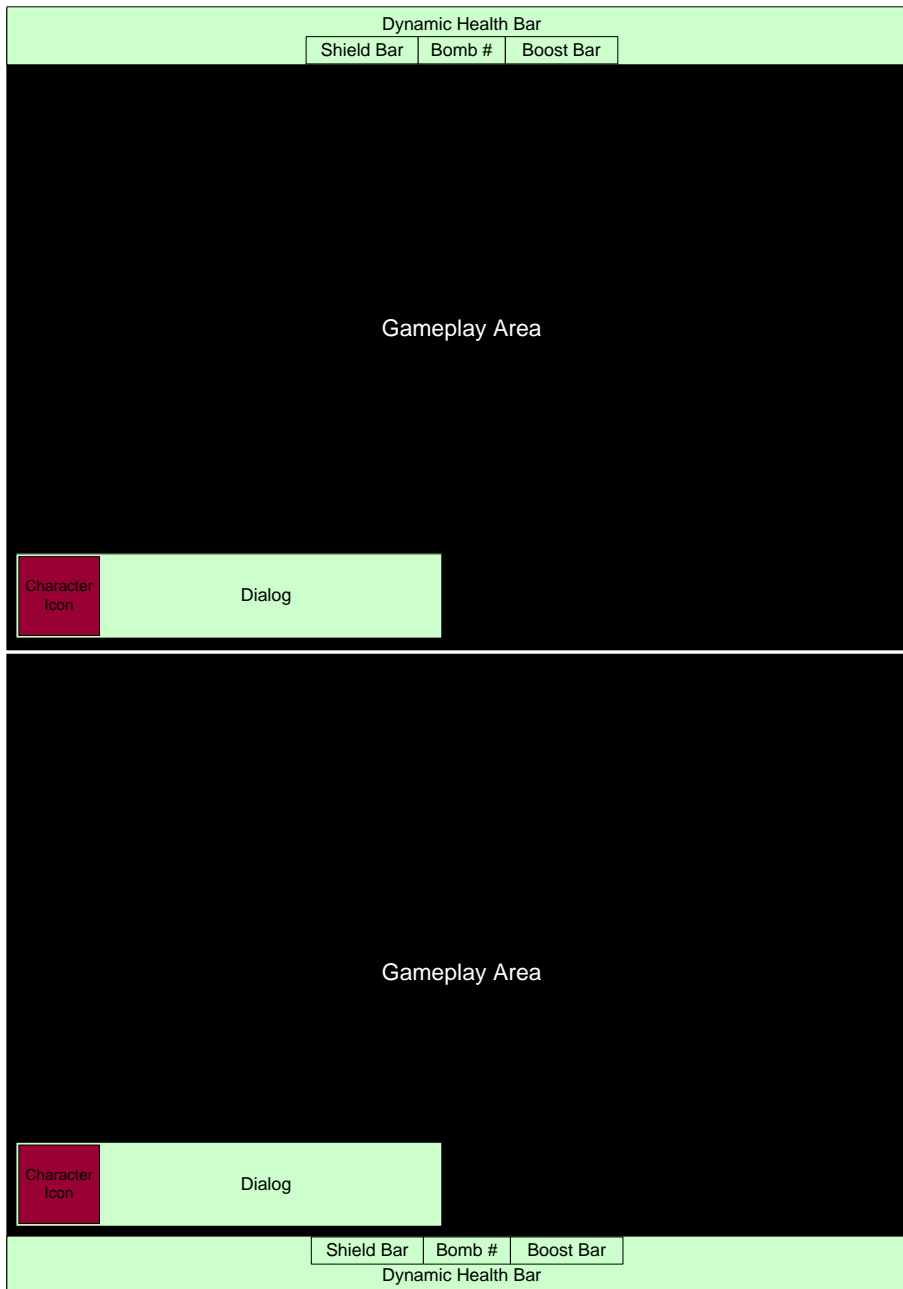 Dynamic Health Bar
Shield Bar Bomb # Boost Bar
Gameplay Area
Character
Icon
Dialog
Gameplay Area
Character
Icon
Dialog
Shield Bar Bomb # Boost Bar
Dynamic Health Bar